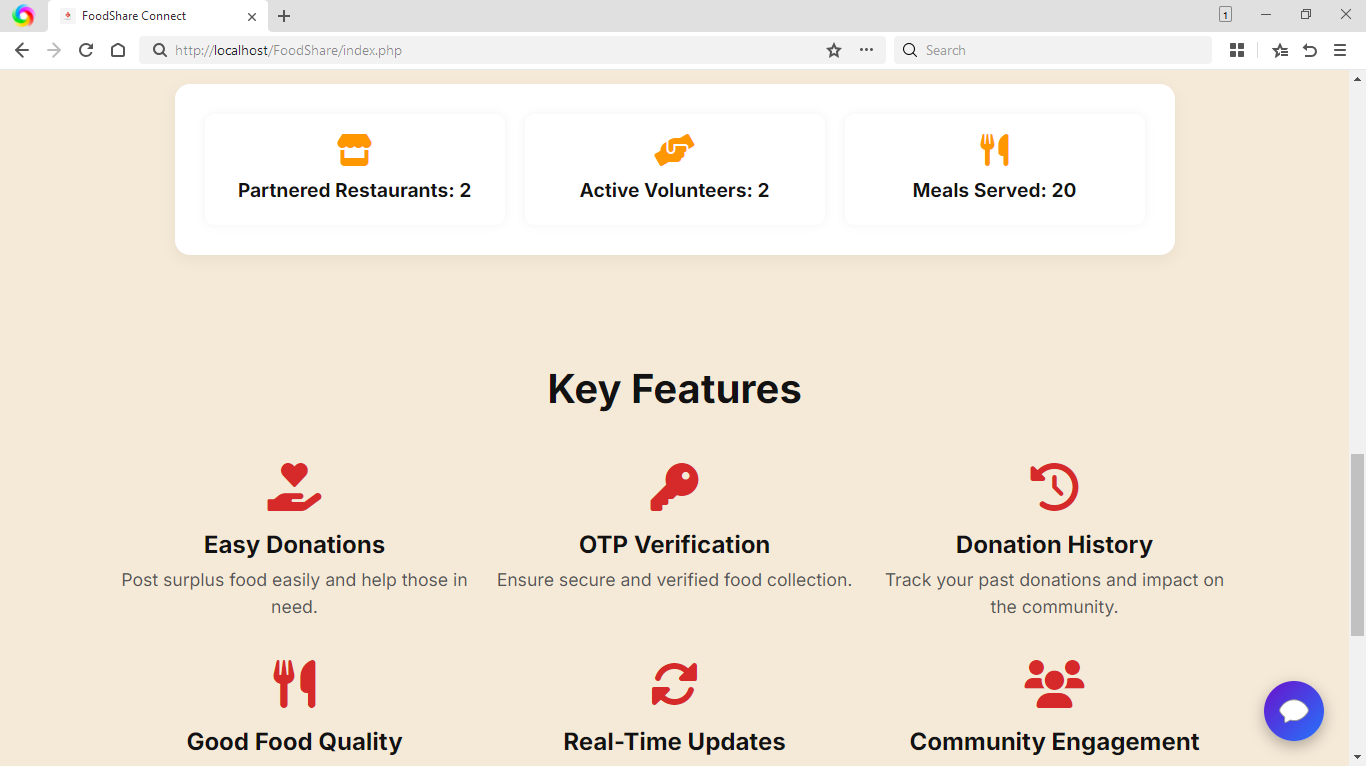 FoodShare Connect
1
http://localhost/FoodShare/index.php
Search
Partnered Restaurants: 2
Active Volunteers: 2
Meals Served: 20
Key Features
Easy Donations
Post surplus food easily and help those in
need.
OTP Verification
Ensure secure and verified food collection.
Donation History
Track your past donations and impact on
the community.
Good Food Quality
Real-Time Updates
Community Engagement